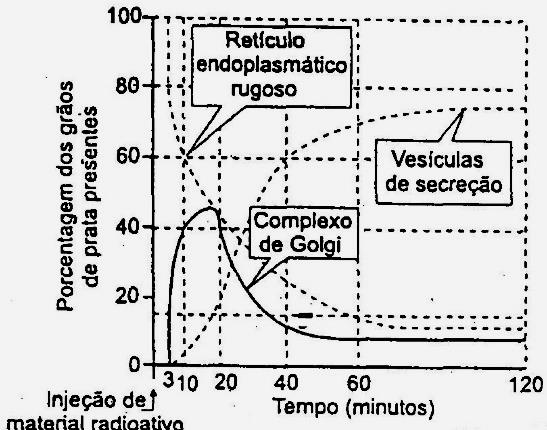 100
80
60
40
20
0
Porcentagem dos grãos
de prata presentes
Retículo
endoplasmático
rugoso
Vesículas
de secreção
Complexo
de Golgi
3 10 20 40 60 120
Tempo (minutos)
Injeção de
material radioativo